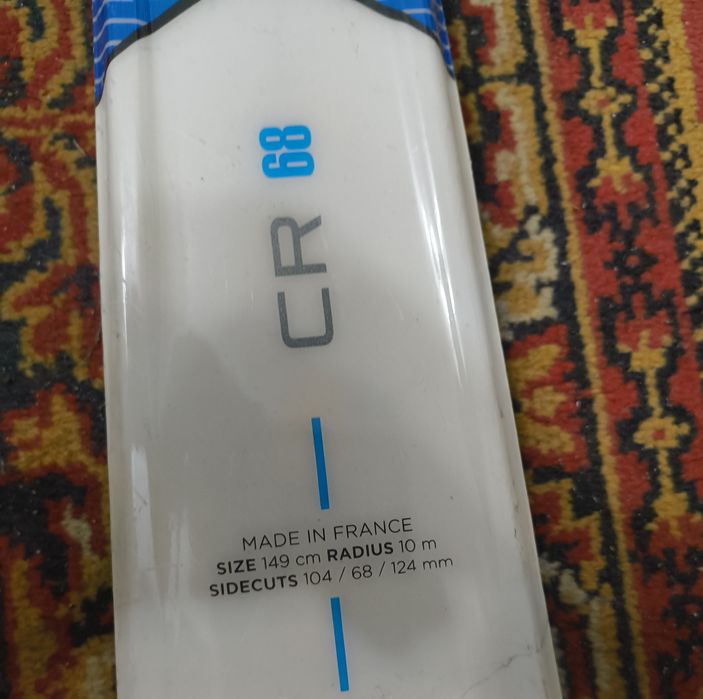 CR 68
MADE IN FRANCE
SIZE 149 cm RADIUS 10 m
SIDECUTS 104 / 68 / 124 mm